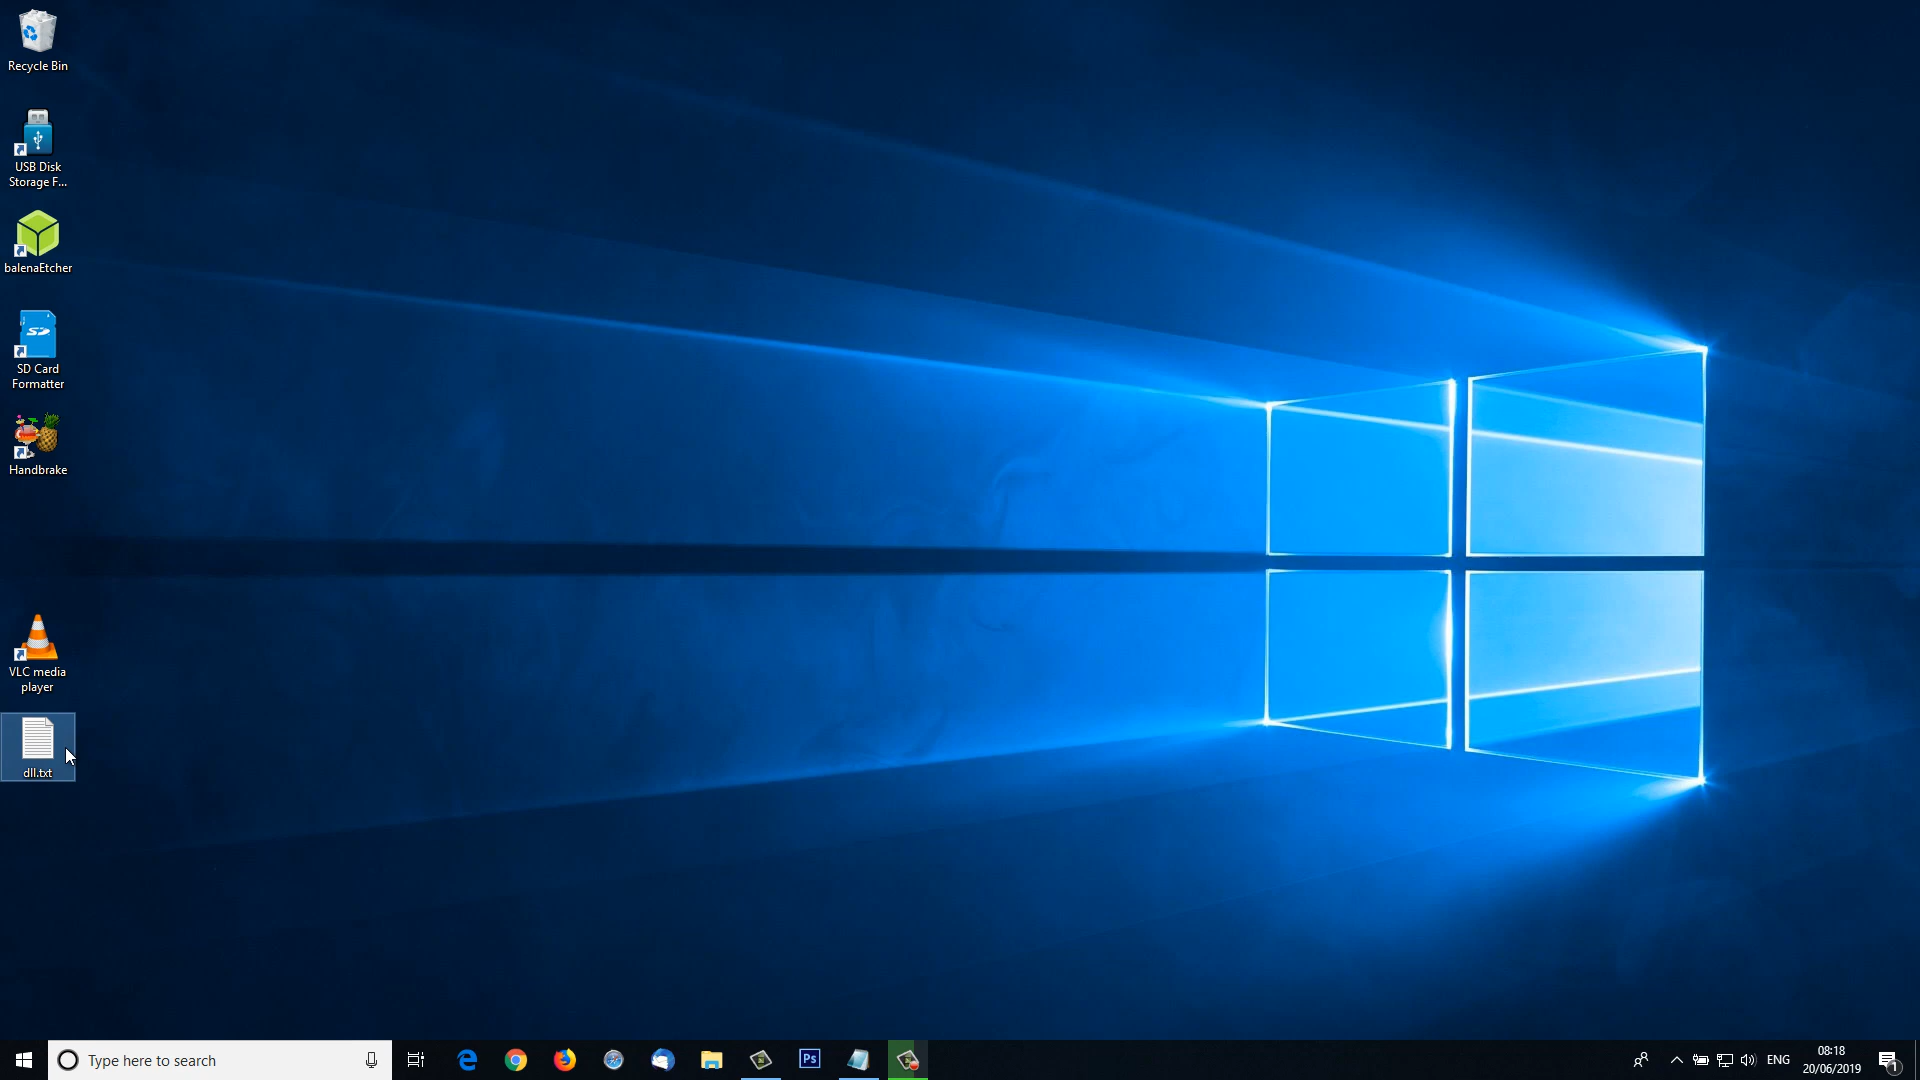 Recycle Bin
USB Disk
Storage F...
balenaEtcher
SD
SD Card
Formatter
Handbrake
VLC media
player
dll.txt
Type here to search
Ps
ENG
08:18
20/06/2019
1